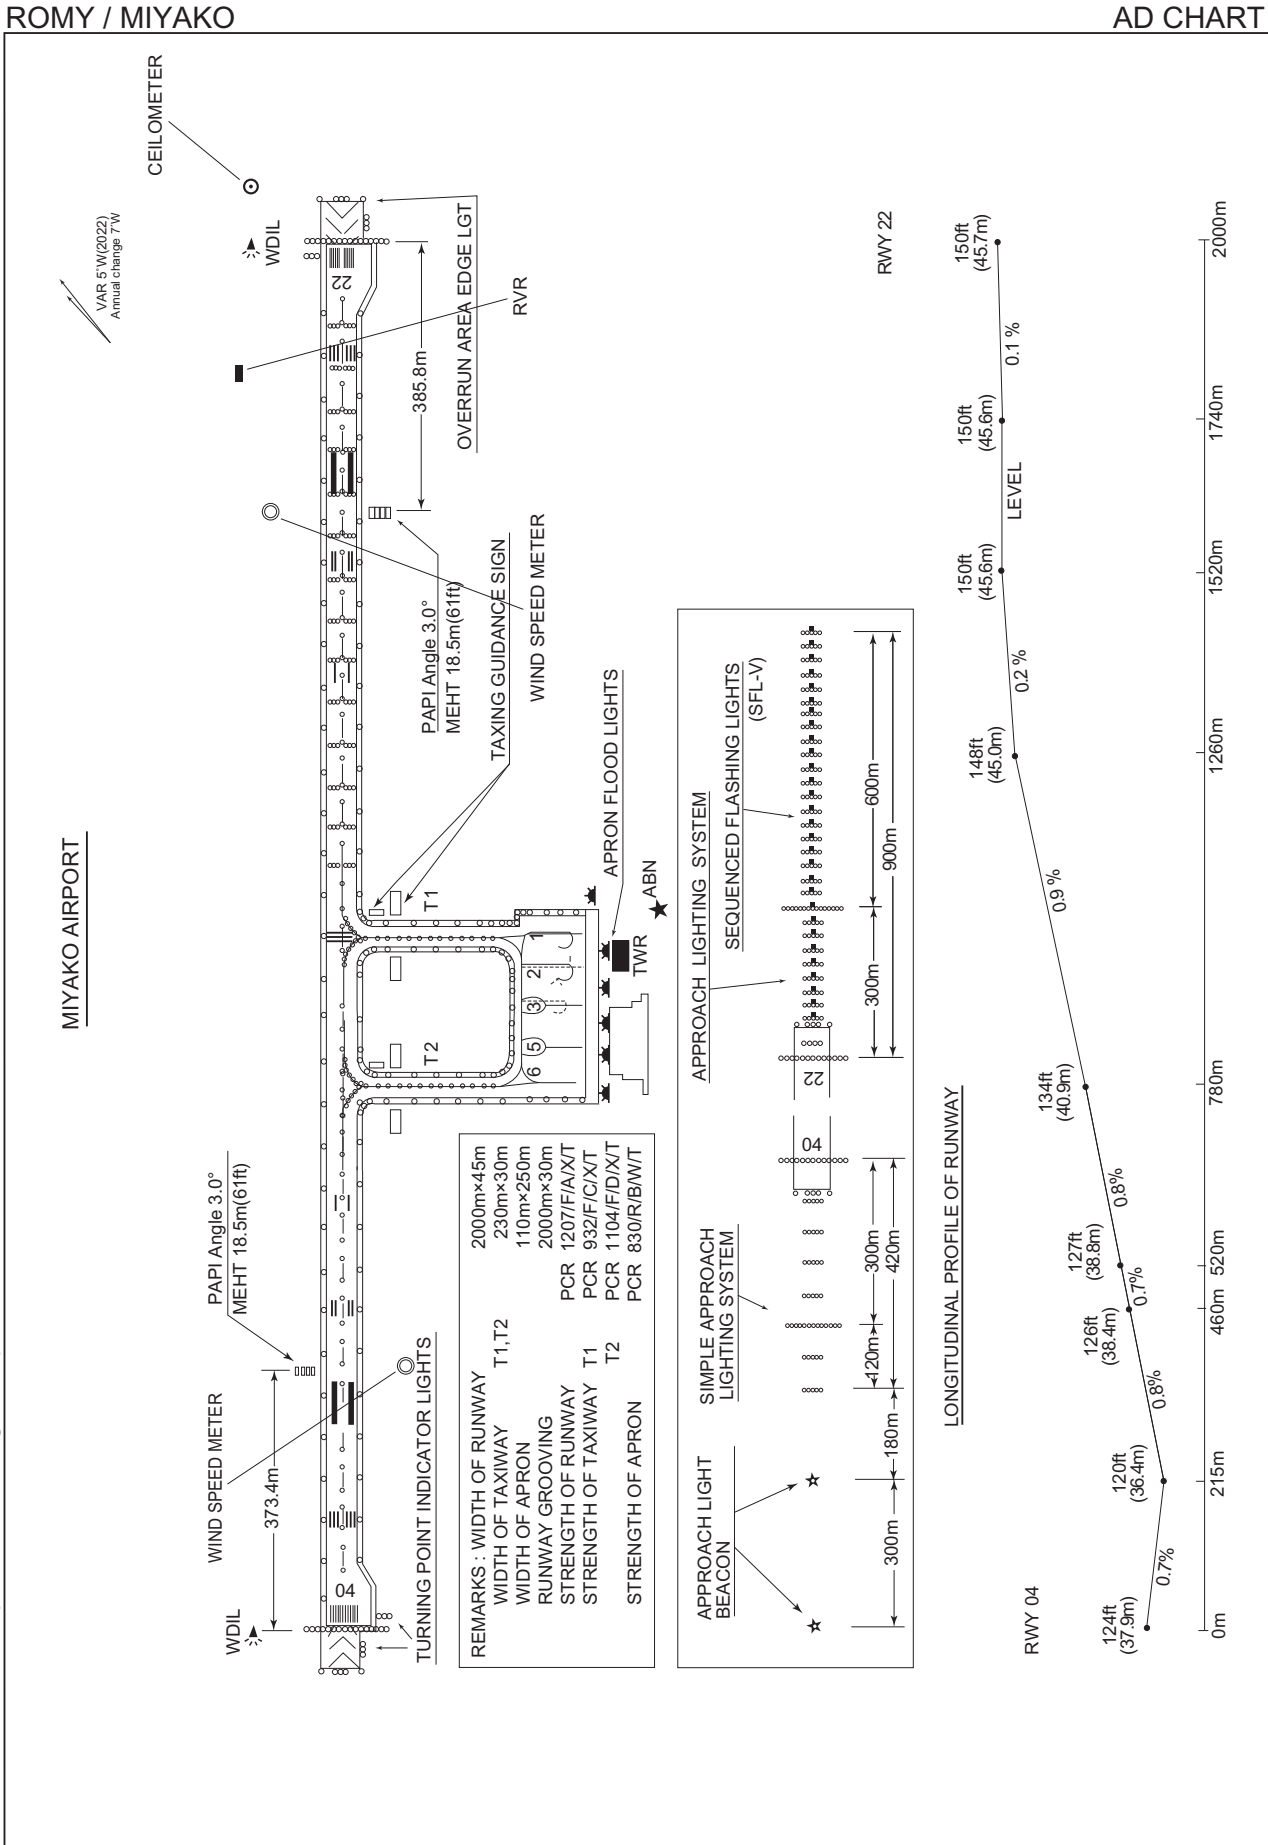 ROMY / MIYAKO
AD CHART
MIYAKO AIRPORT
VAR 5°W(2022)
Annual change 7'W
CEILOMETER
WDIL
22
OVERRUN AREA EDGE LGT
RVR
385.8m
PAPI Angle 3.0°
MEHT 18.5m(61ft)
TAXING GUIDANCE SIGN
WIND SPEED METER
T1
T2
1
2
3
5
6
APRON FLOOD LIGHTS
ABN
TWR
PAPI Angle 3.0°
MEHT 18.5m(61ft)
WIND SPEED METER
373.4m
WDIL
04
TURNING POINT INDICATOR LIGHTS
REMARKS : WIDTH OF RUNWAY 2000m×45m
WIDTH OF TAXIWAY T1,T2 230m×30m
WIDTH OF APRON 110m×250m
RUNWAY GROOVING 2000m×30m
STRENGTH OF RUNWAY PCR 1207/F/A/X/T
STRENGTH OF TAXIWAY T1 PCR 932/F/C/X/T
T2 PCR 1104/F/D/X/T
STRENGTH OF APRON PCR 830/R/B/W/T
APPROACH LIGHT
BEACON
SIMPLE APPROACH
LIGHTING SYSTEM
APPROACH LIGHTING SYSTEM
SEQUENCED FLASHING LIGHTS
(SFL-V)
04
22
300m
180m
120m
300m
420m
300m
600m
900m
LONGITUDINAL PROFILE OF RUNWAY
RWY 04
RWY 22
124ft
(37.9m)
120ft
(36.4m)
126ft
(38.4m)
127ft
(38.8m)
134ft
(40.9m)
148ft
(45.0m)
150ft
(45.6m)
150ft
(45.6m)
150ft
(45.7m)
0.7%
0.8%
0.7%
0.8%
0.9 %
0.2 %
LEVEL
0.1 %
0m
215m
460m
520m
780m
1260m
1520m
1740m
2000m